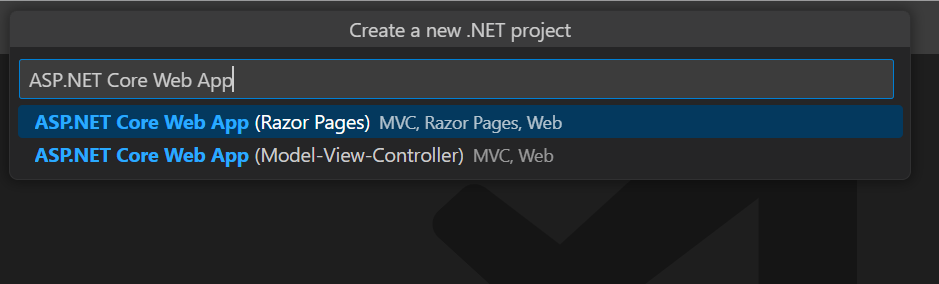 Create a new .NET project
ASP.NET Core Web App
ASP.NET Core Web App (Razor Pages) MVC, Razor Pages, Web
ASP.NET Core Web App (Model-View-Controller) MVC, Web